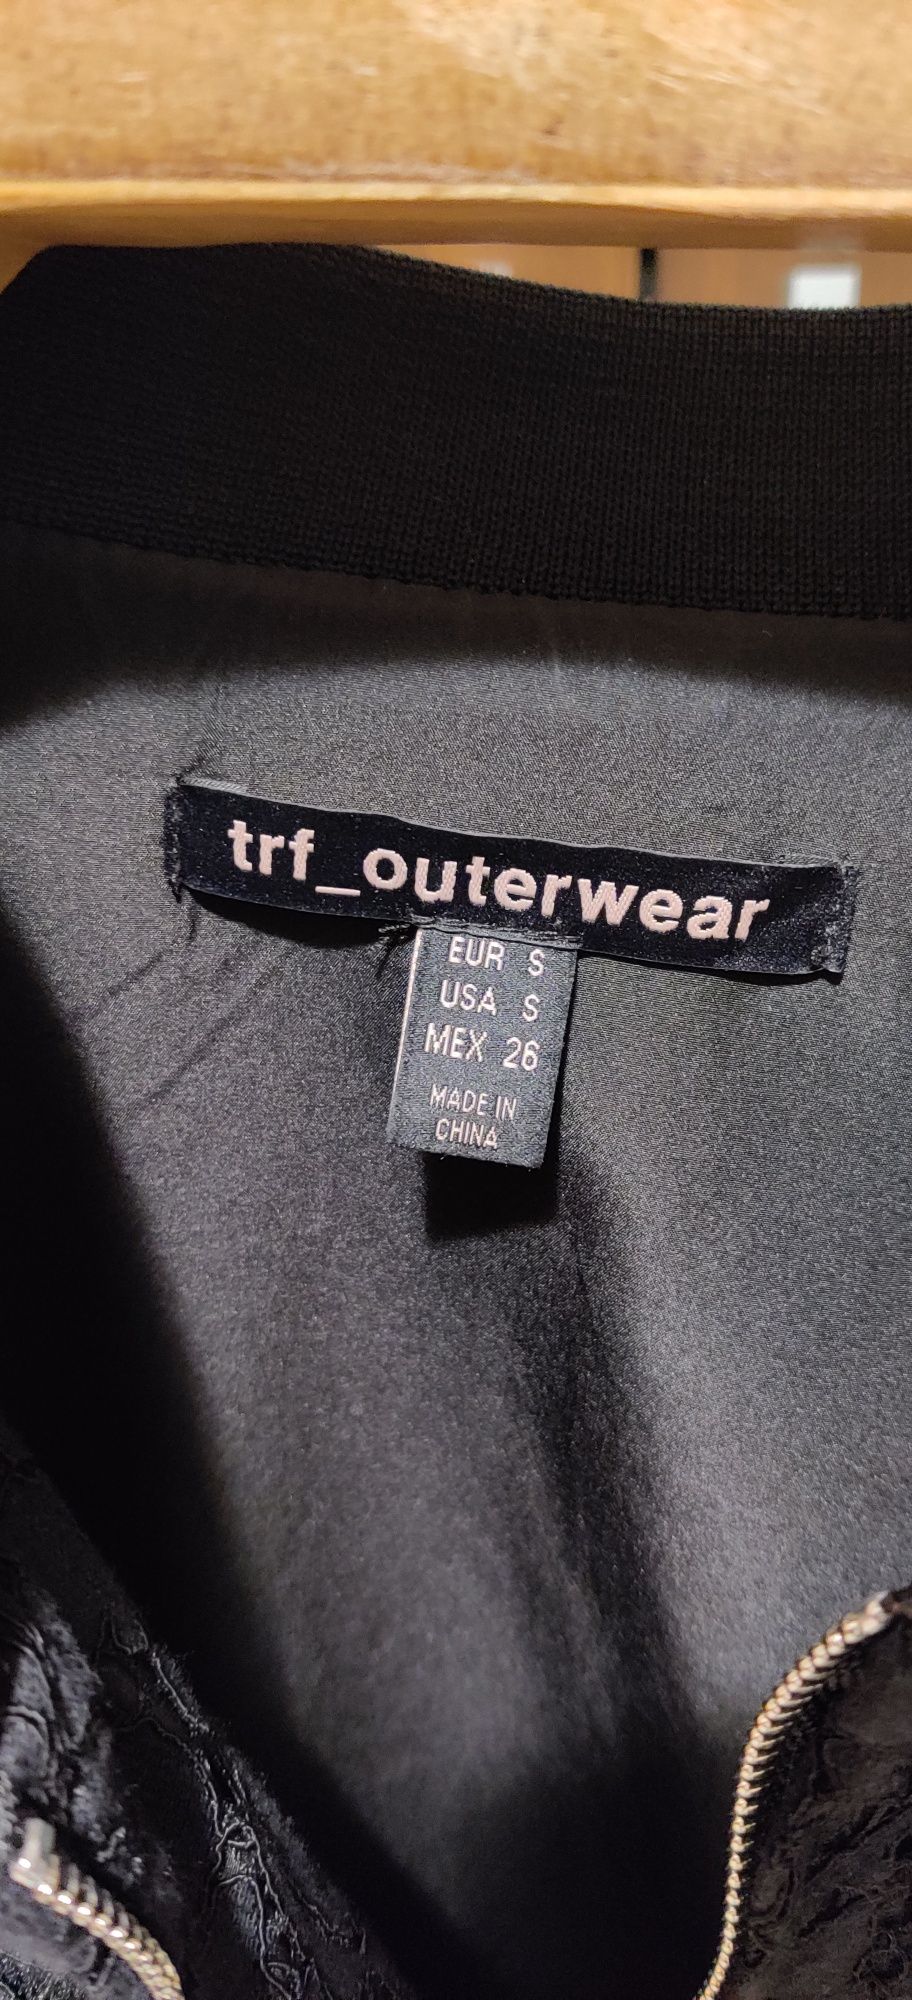 trf_outerwear
EUR S
USA S
MEX 26
MADE IN
CHINA